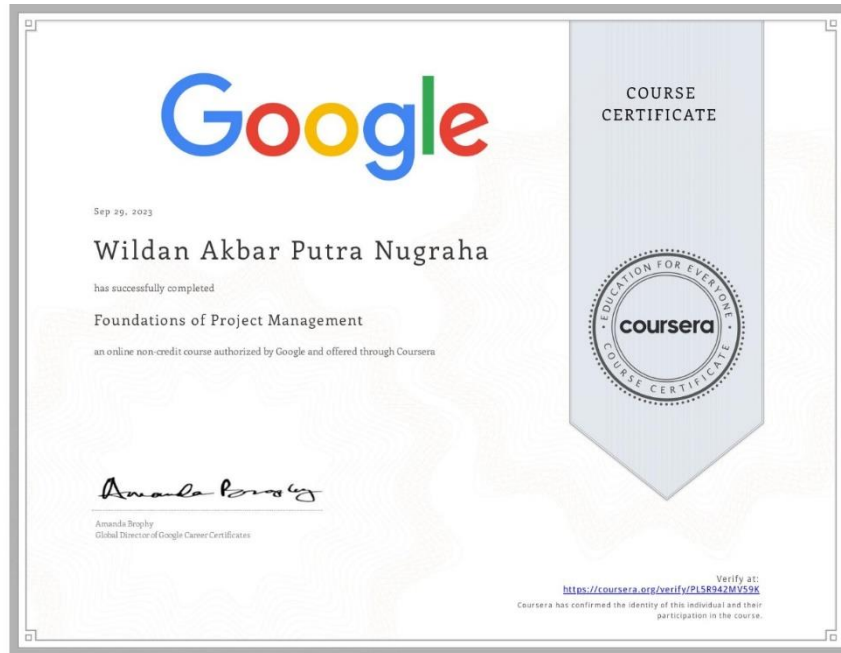 Google
COURSE
CERTIFICATE
Sep 29, 2023
Wildan Akbar Putra Nugraha
has successfully completed
Foundations of Project Management
an online non-credit course authorized by Google and offered through Coursera
EDUCATION FOR EVERYONE
coursera
COURSE CERTIFICATE
Amanda Brophy
Amanda Brophy
Global Director of Google Career Certificates
Verify at:
https://coursera.org/verify/PL5R942MV59K
Coursera has confirmed the identity of this individual and their
participation in the course.